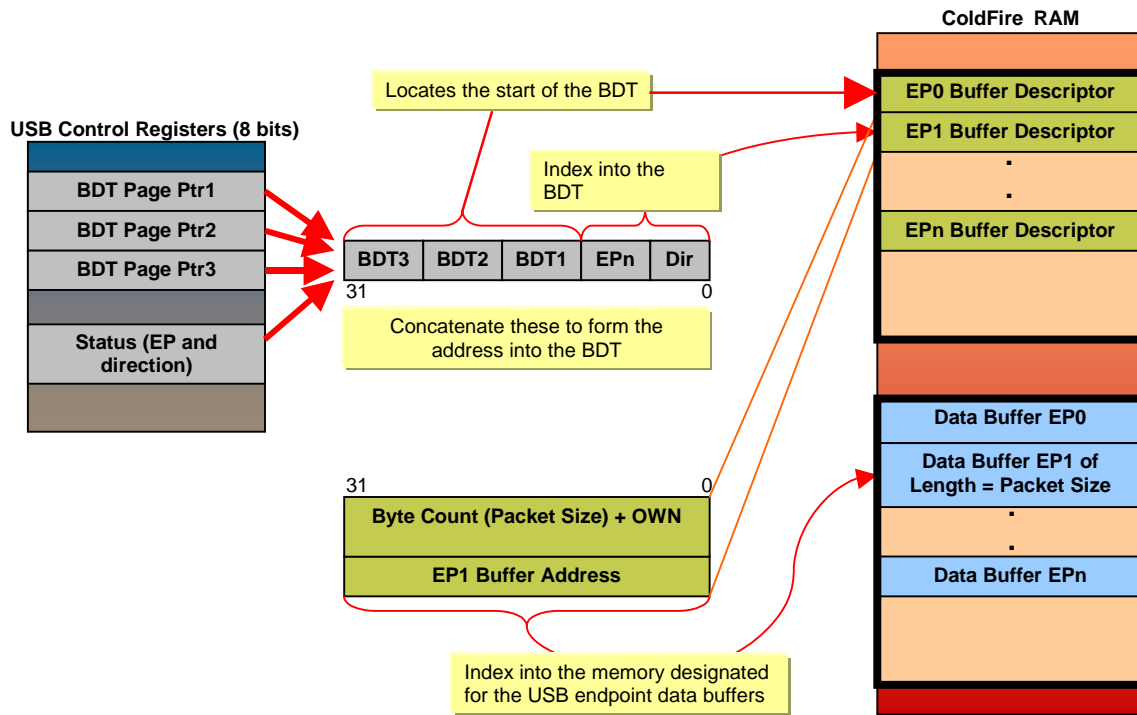 ColdFire RAM
Locates the start of the BDT
EP0 Buffer Descriptor
USB Control Registers (8 bits)
EP1 Buffer Descriptor
Index into the
BDT
.
.
BDT Page Ptr1
BDT Page Ptr2
BDT Page Ptr3
EPn Buffer Descriptor
BDT3 BDT2 BDT1 EPn Dir
31 0
Concatenate these to form the
address into the BDT
Status (EP and
direction)
Data Buffer EP0
Data Buffer EP1 of
Length = Packet Size
.
.
Data Buffer EPn
31 0
Byte Count (Packet Size) + OWN
EP1 Buffer Address
Index into the memory designated
for the USB endpoint data buffers